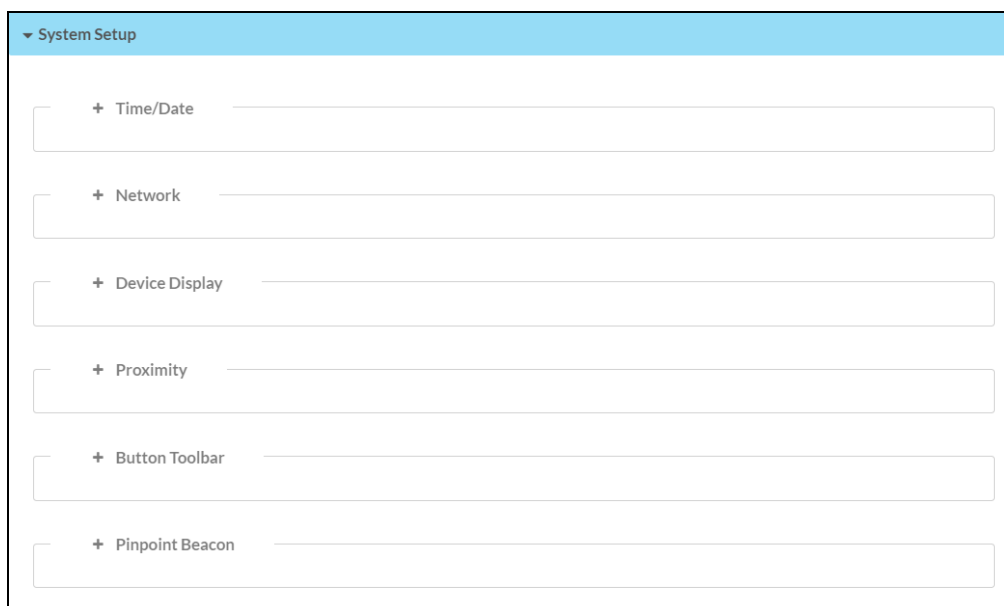 System Setup
+ Time/Date
+ Network
+ Device Display
+ Proximity
+ Button Toolbar
+ Pinpoint Beacon